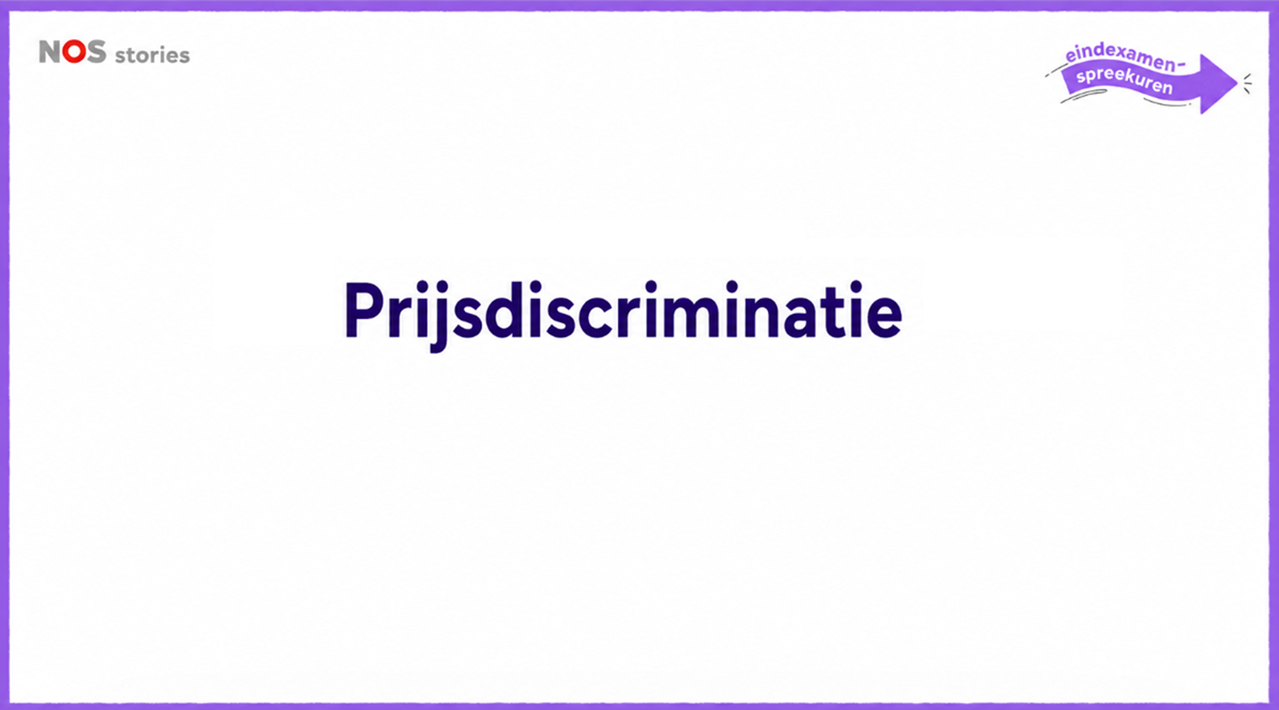 NOS stories
eindexamen-
spreekuren
Prijsdiscriminatie